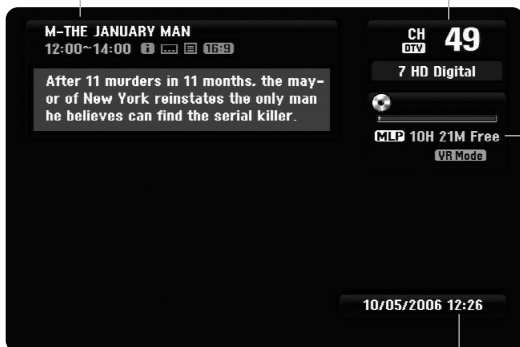 M-THE JANUARY MAN
12:00~14:00 i ... 16:9
After 11 murders in 11 months, the may-
or of New York reinstates the only man
he believes can find the serial killer.
CH
DTV 49
7 HD Digital
MLP 10H 21M Free
VR Mode
10/05/2006 12:26